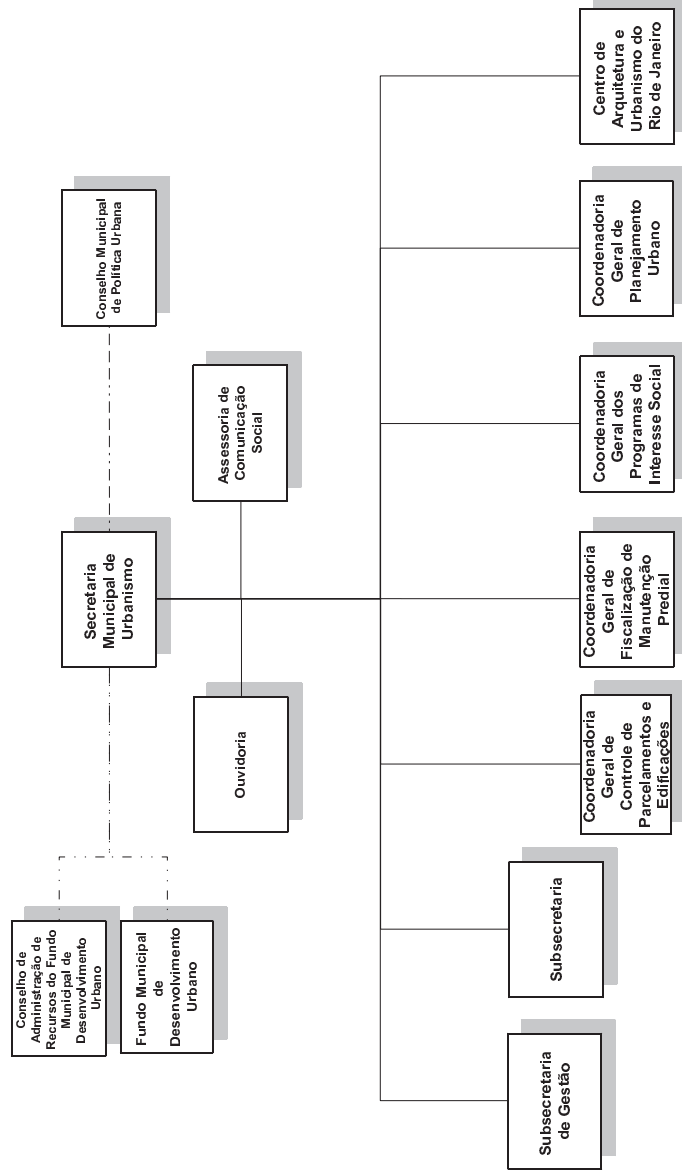 Conselho de
Administração de
Recursos do Fundo
Municipal de
Desenvolvimento
Urbano
Fundo Municipal
de
Desenvolvimento
Urbano
Secretaria
Municipal de
Urbanismo
Conselho Municipal
de Política Urbana
Ouvidoria
Assessoria de
Comunicação
Social
Subsecretaria
de Gestão
Subsecretaria
Coordenadoria
Geral de
Controle de
Parcelamentos e
Edificações
Coordenadoria
Geral de
Fiscalização de
Manutenção
Predial
Coordenadoria
Geral dos
Programas de
Interesse Social
Coordenadoria
Geral de
Planejamento
Urbano
Centro de
Arquitetura e
Urbanismo do
Rio de Janeiro